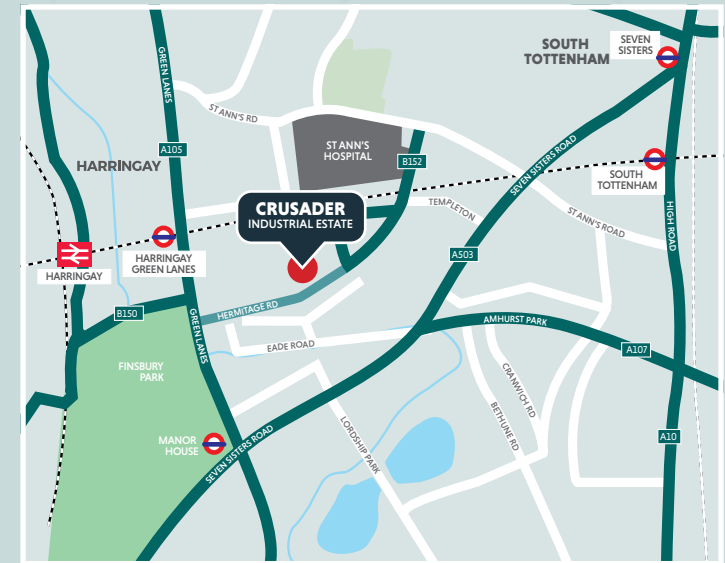 SOUTH
TOTTENHAM
SEVEN
SISTERS
GREEN LANES
ST ANN'S RD
A105
ST ANN'S
HOSPITAL
B152
HARRINGAY
SEVEN SISTERS ROAD
SOUTH
TOTTENHAM
TEMPLETON
ST ANN'S ROAD
HIGH ROAD
CRUSADER
INDUSTRIAL ESTATE
HARRINGAY
HARRINGAY
GREEN LANES
A503
B150
HERMITAGE RD
GREEN LANES
EADE ROAD
AMHURST PARK
A107
FINSBURY
PARK
CRANWICH RD
BETHUNE RD
MANOR
HOUSE
SEVEN SISTERS ROAD
LORDSHIP PARK
A10